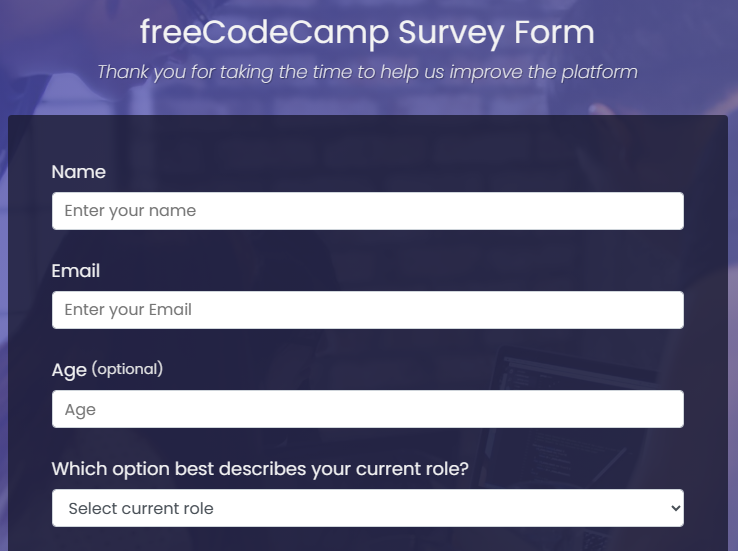 freeCodeCamp Survey Form
Thank you for taking the time to help us improve the platform
Name
Enter your name
Email
Enter your Email
Age (optional)
Age
Which option best describes your current role?
Select current role